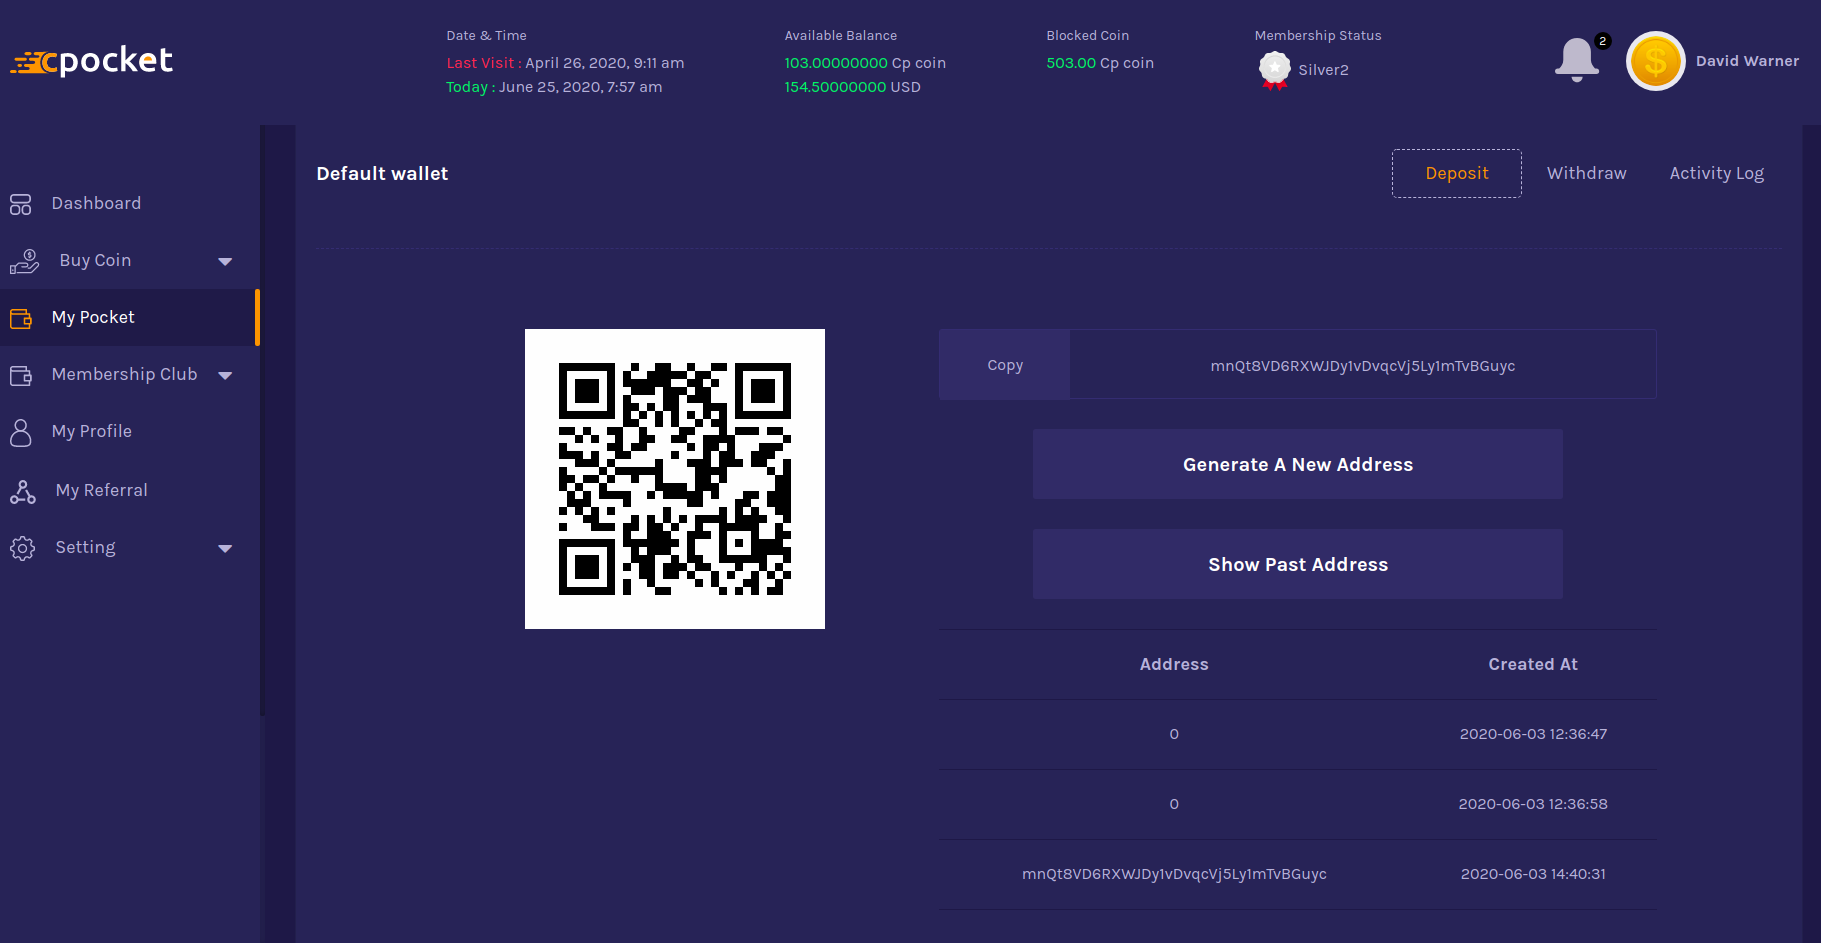 cpocket
Date & Time
Last Visit : April 26, 2020, 9:11 am
Today : June 25, 2020, 7:57 am
Available Balance
103.00000000 Cp coin
154.50000000 USD
Blocked Coin
503.00 Cp coin
Membership Status
Silver2
2
David Warner
Dashboard
Buy Coin
My Pocket
Membership Club
My Profile
My Referral
Setting
Default wallet
Deposit
Withdraw
Activity Log
Copy
mnQt8VD6RXWJDy1vDvqcVj5Ly1mTvBGuyc
Generate A New Address
Show Past Address
Address Created At
0 2020-06-03 12:36:47
0 2020-06-03 12:36:58
mnQt8VD6RXWJDy1vDvqcVj5Ly1mTvBGuyc 2020-06-03 14:40:31